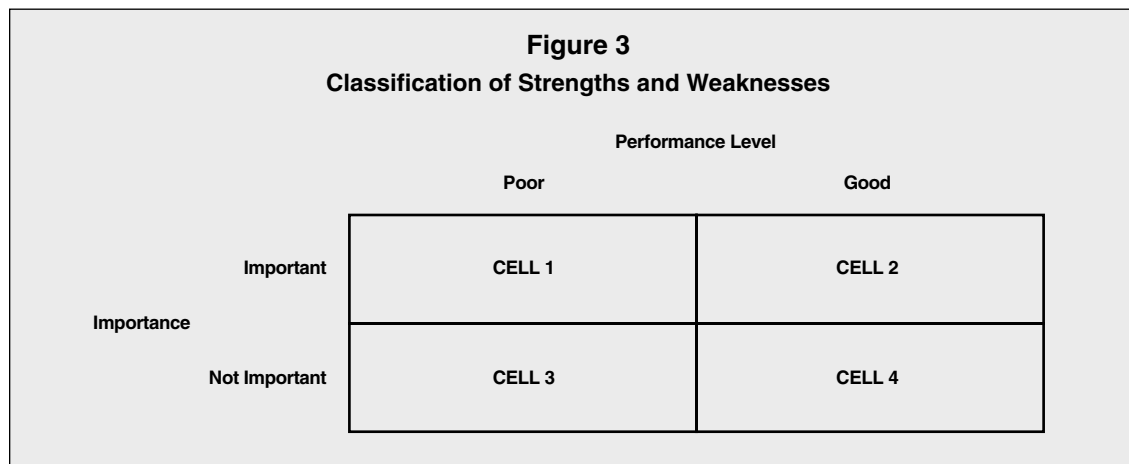 Figure 3
Classification of Strengths and Weaknesses
Performance Level
Poor Good
Important CELL 1 CELL 2
Importance
Not Important CELL 3 CELL 4